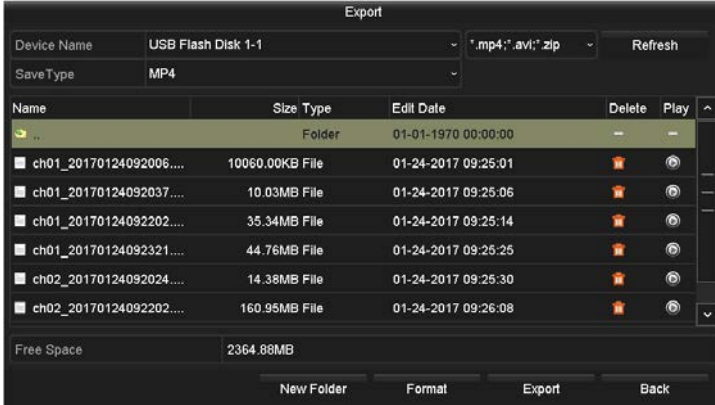 Export
Device Name USB Flash Disk 1-1 *.mp4;*.avi;*.zip Refresh
SaveType MP4
Name Size Type Edit Date Delete Play
.. Folder 01-01-1970 00:00:00 — —
ch01_20170124092006.... 10060.00KB File 01-24-2017 09:25:01
ch01_20170124092037.... 10.03MB File 01-24-2017 09:25:06
ch01_20170124092202.... 35.34MB File 01-24-2017 09:25:14
ch01_20170124092321.... 44.76MB File 01-24-2017 09:25:25
ch02_20170124092024.... 14.38MB File 01-24-2017 09:25:30
ch02_20170124092202.... 160.95MB File 01-24-2017 09:26:08
Free Space 2364.88MB
New Folder Format Export Back